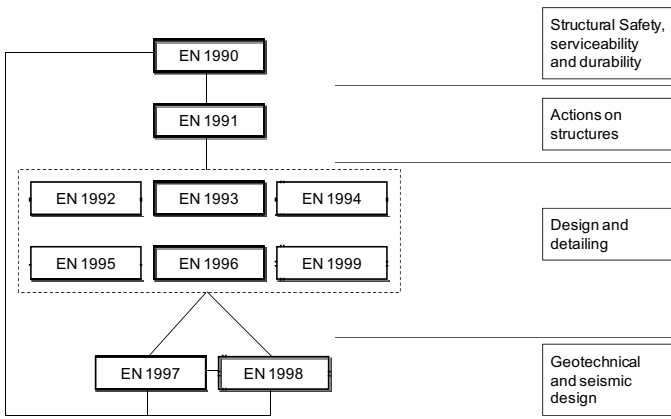 Structural Safety,
serviceability
and durability
EN 1990
Actions on
structures
EN 1991
EN 1992
EN 1993
EN 1994
Design and
detailing
EN 1995
EN 1996
EN 1999
EN 1997
EN 1998
Geotechnical
and seismic
design